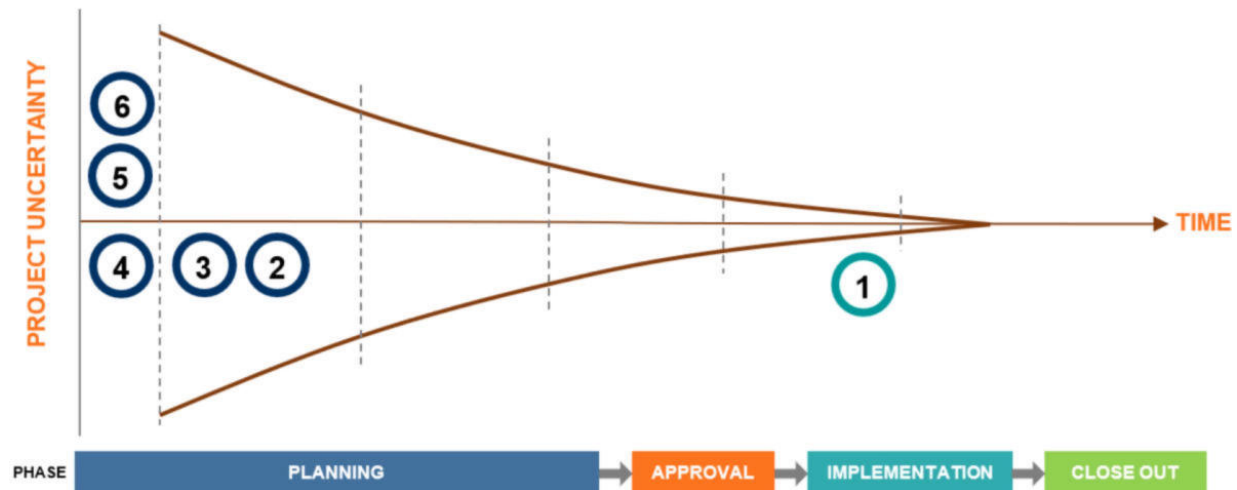 PROJECT UNCERTAINTY
6
5
4 3 2
1
TIME
PHASE PLANNING APPROVAL IMPLEMENTATION CLOSE OUT